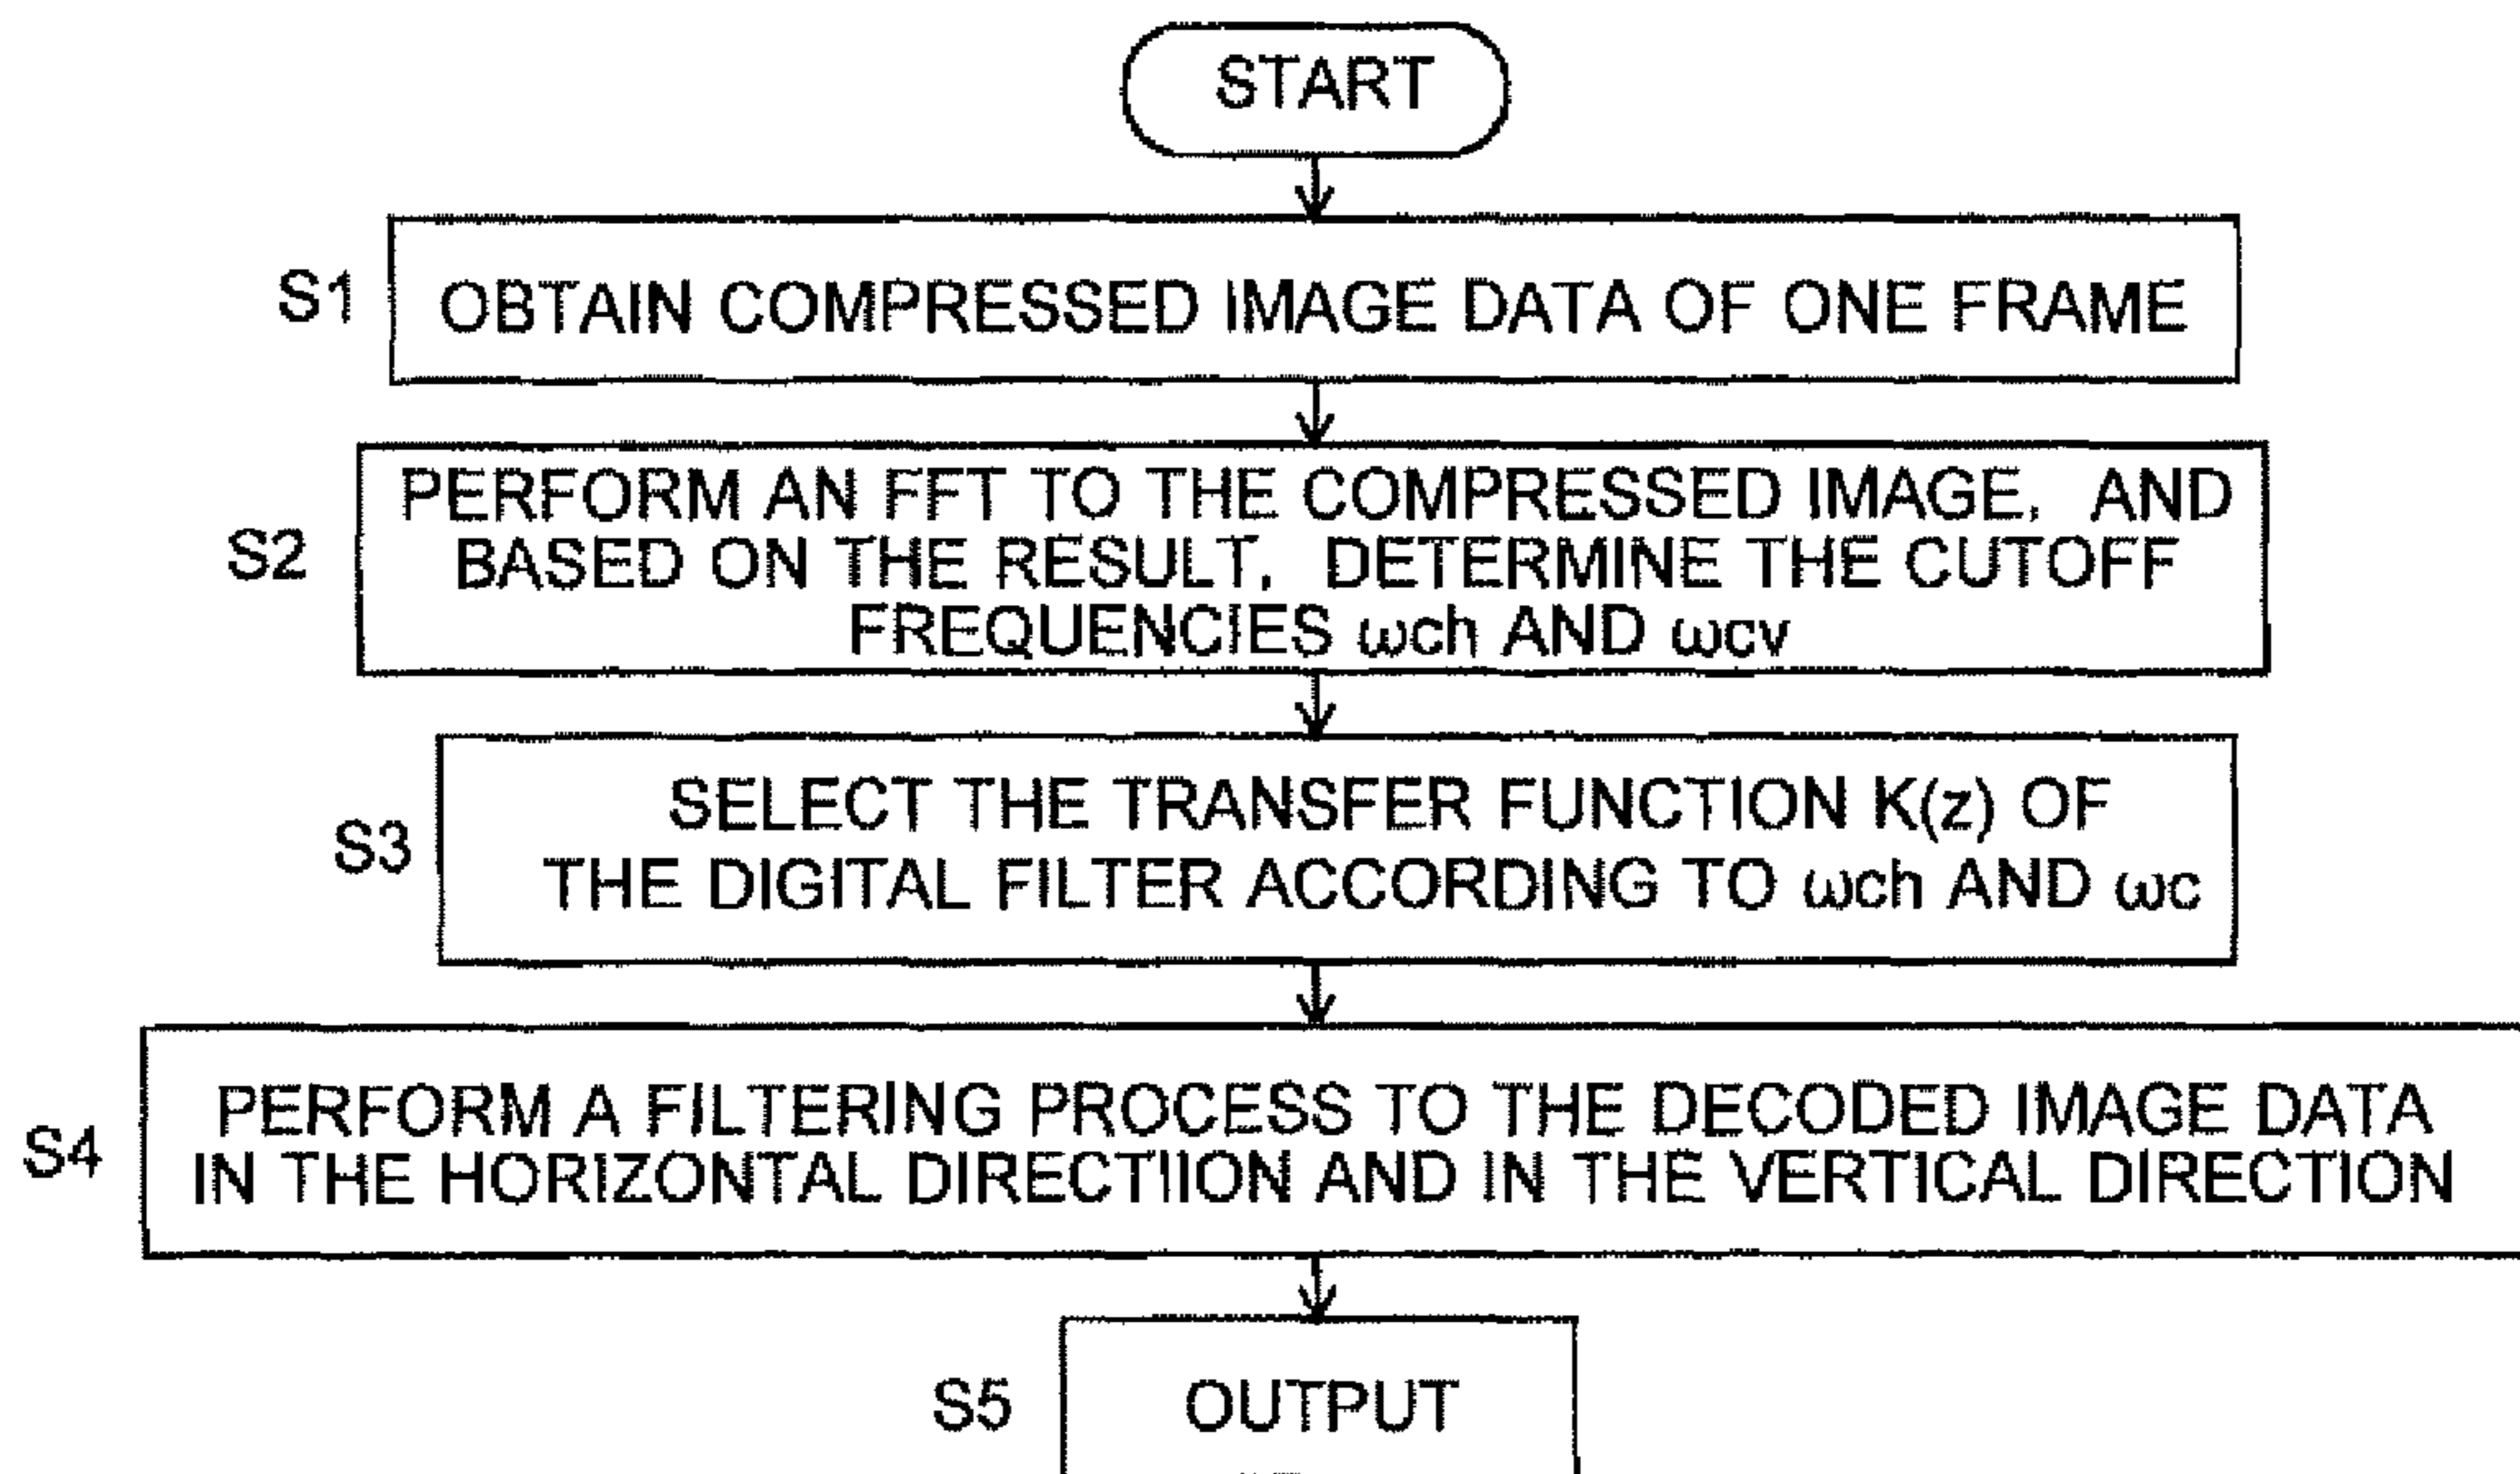 START
S1
OBTAIN COMPRESSED IMAGE DATA OF ONE FRAME
S2
PERFORM AN FFT TO THE COMPRESSED IMAGE, AND
BASED ON THE RESULT, DETERMINE THE CUTOFF
FREQUENCIES ωch AND ωcv
S3
SELECT THE TRANSFER FUNCTION K(z) OF
THE DIGITAL FILTER ACCORDING TO ωch AND ωc
S4
PERFORM A FILTERING PROCESS TO THE DECODED IMAGE DATA
IN THE HORIZONTAL DIRECTIION AND IN THE VERTICAL DIRECTION
S5
OUTPUT